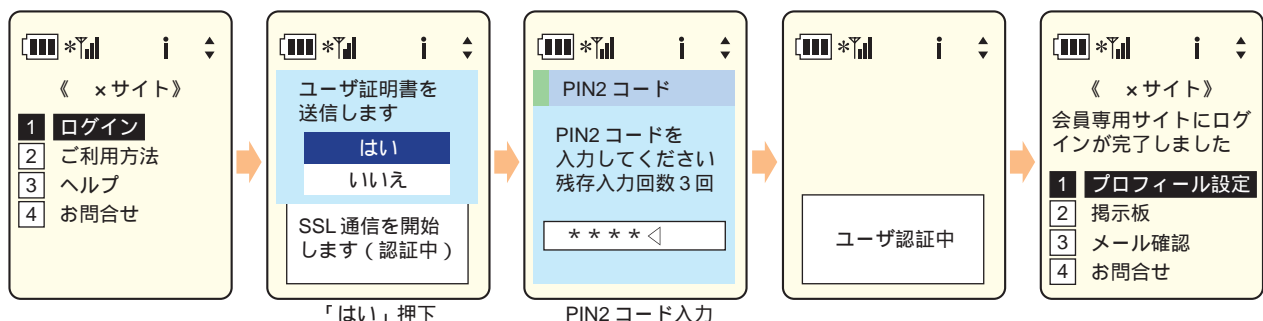 《 ×サイト》
1 ログイン
2 ご利用方法
3 ヘルプ
4 お問合せ
ユーザ証明書を
送信します
はい
いいえ
SSL通信を開始
します(認証中)
「はい」押下
PIN2コード
PIN2コードを
入力してください
残存入力回数3回
****
PIN2コード入力
ユーザ認証中
《 ×サイト》
会員専用サイトにログ
インが完了しました
1 プロフィール設定
2 掲示板
3 メール確認
4 お問合せ